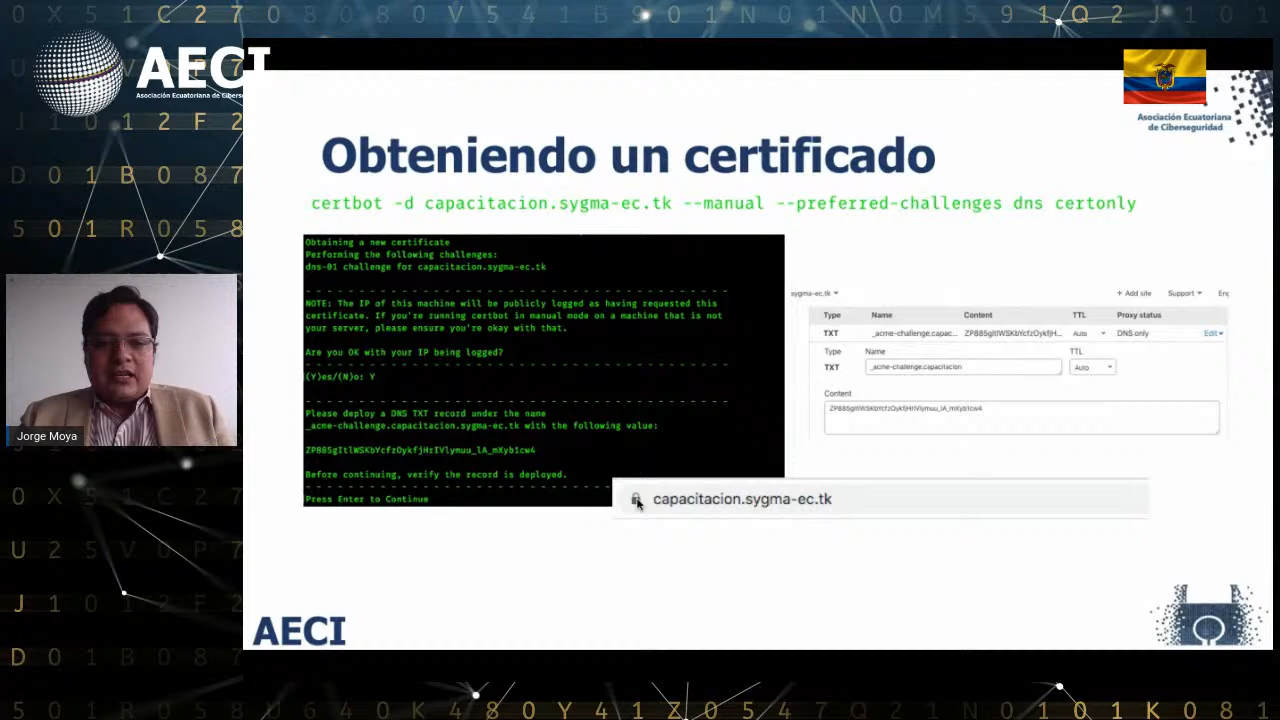 AECI
Asociación Ecuatoriana de Ciberse
Asociación Ecuatoriana
de Ciberseguridad
Obteniendo un certificado
certbot -d capacitacion.sygma-ec.tk --manual --preferred-challenges dns certonly
Obtaining a new certificate
Performing the following challenges:
dns-01 challenge for capacitacion.sygma-ec.tk
NOTE: The IP of this machine will be publicly logged as having requested this
certificate. If you're running certbot in manual mode on a machine that is not
your server, please ensure you're okay with that.
Are you OK with your IP being logged?
(Y)es/(N)o: Y
Please deploy a DNS TXT record under the name
_acme-challenge.capacitacion.sygma-ec.tk with the following value:
Before continuing, verify the record is deployed.
Press Enter to Continue
sygma-ec.tk
+ Add site Support
Type Name Content TTL Proxy status
TXT _acme-challenge.capac... Auto DNS only Edit
Type Name TTL
TXT _acme-challenge.capacitacion Auto
Content
capacitacion.sygma-ec.tk
Jorge Moya
AECI